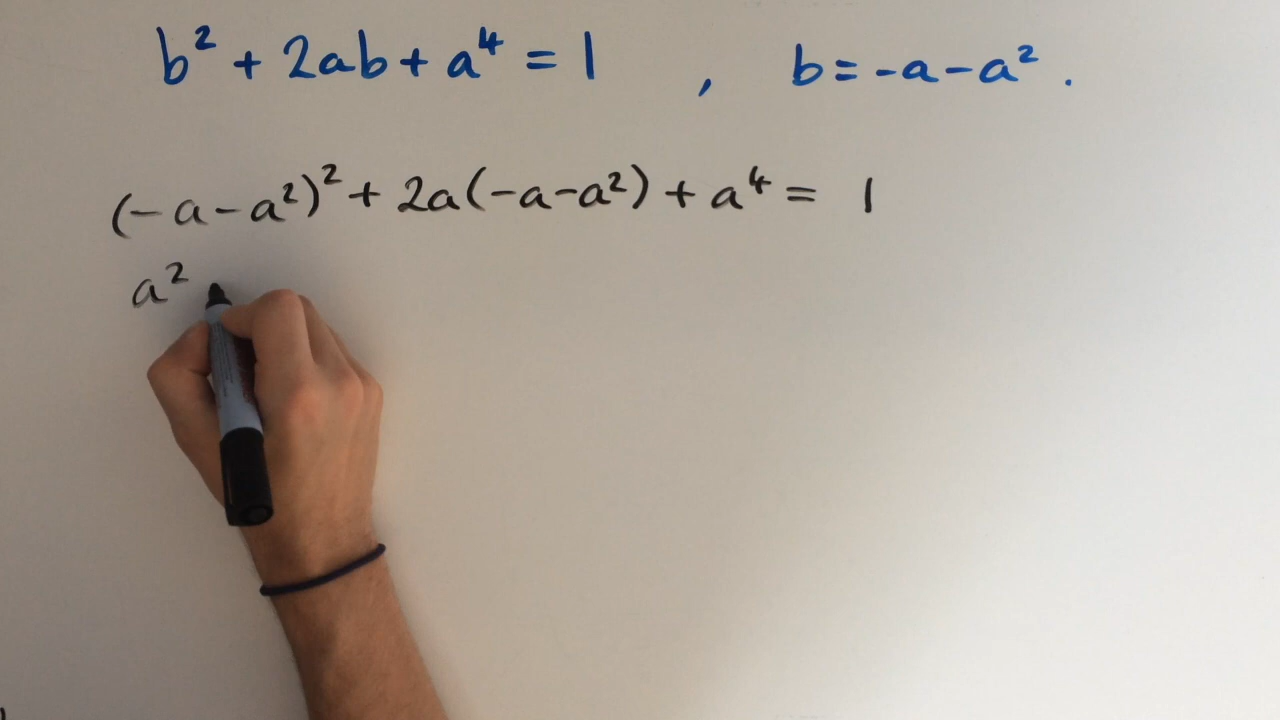 b² + 2ab + a⁴ = 1 , b = -a - a² .
(-a - a²)² + 2a(-a - a²) + a⁴ = 1
a²